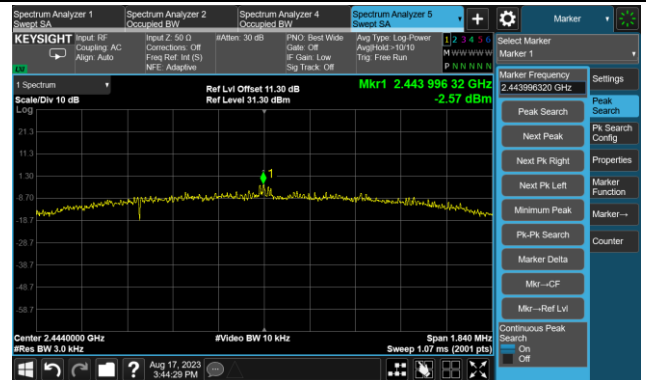 Spectrum Analyzer 1
Swept SA
Spectrum Analyzer 2
Occupied BW
Spectrum Analyzer 4
Occupied BW
Spectrum Analyzer 5
Swept SA
Marker
KEYSIGHT
Input: RF
Coupling: AC
Align: Auto
Input Z: 50 Ω
Corrections: Off
Freq Ref: Int (S)
NFE: Adaptive
#Atten: 30 dB
PNO: Best Wide
Gate: Off
IF Gain: Low
Sig Track: Off
Avg Type: Log-Power
Avg|Hold:>10/10
Trig: Free Run
1 2 3 4 5 6
M W W W W W
P N N N N N
Select Marker
Marker 1
1 Spectrum
Scale/Div 10 dB
Log
Ref Lvl Offset 11.30 dB
Ref Level 31.30 dBm
Mkr1 2.443 996 32 GHz
-2.57 dBm
21.3
11.3
1.30
-8.70
-18.7
-28.7
-38.7
-48.7
-58.7
1
Center 2.4440000 GHz
#Res BW 3.0 kHz
#Video BW 10 kHz
Span 1.840 MHz
Sweep 1.07 ms (2001 pts)
Marker Frequency
2.443996320 GHz
Peak Search
Next Peak
Next Pk Right
Next Pk Left
Minimum Peak
Pk-Pk Search
Marker Delta
Mkr→CF
Mkr→Ref Lvl
Continuous Peak
Search
On
Off
Settings
Peak
Search
Pk Search
Config
Properties
Marker
Function
Marker→
Counter
Aug 17, 2023
3:44:29 PM